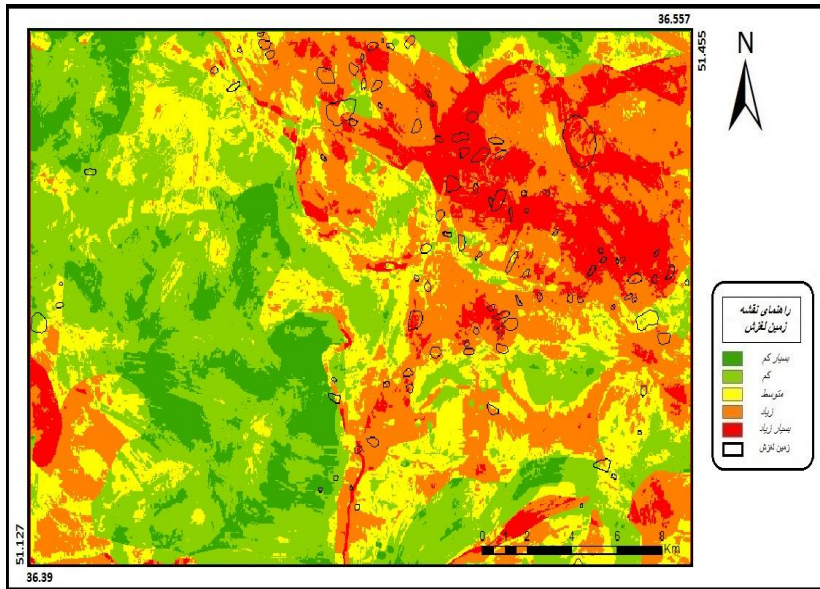 36.557
51.455
N
راهنمای نقشه
زمین لغزش
بسیار کم
کم
متوسط
زیاد
بسیار زیاد
زمین لغزش
51.127
0 1 2 4 6 8
Km
36.39